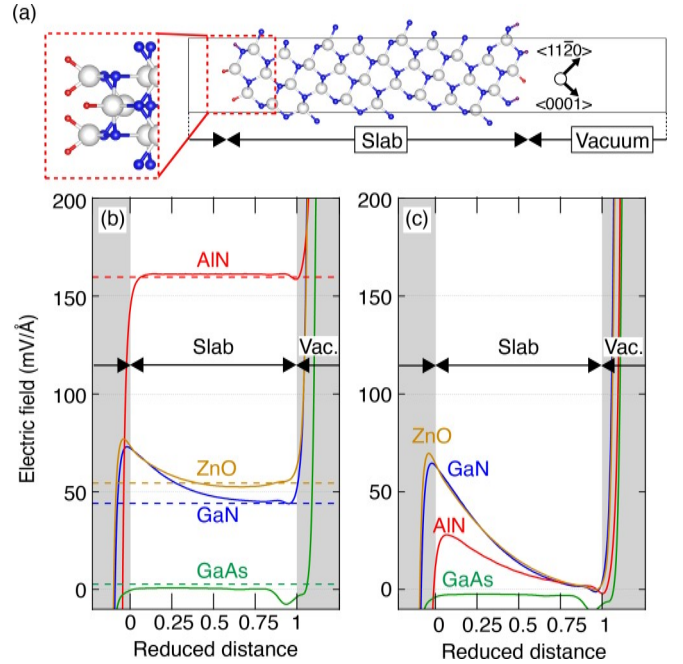 (a)
<112̄0>
<0001>
Slab
Vacuum
Electric field (mV/Å)
200
150
100
50
0
(b)
AlN
Slab
Vac.
ZnO
GaN
GaAs
0 0.25 0.5 0.75 1
Reduced distance
200
150
100
50
0
(c)
Slab
Vac.
ZnO
GaN
AlN
GaAs
0 0.25 0.5 0.75 1
Reduced distance